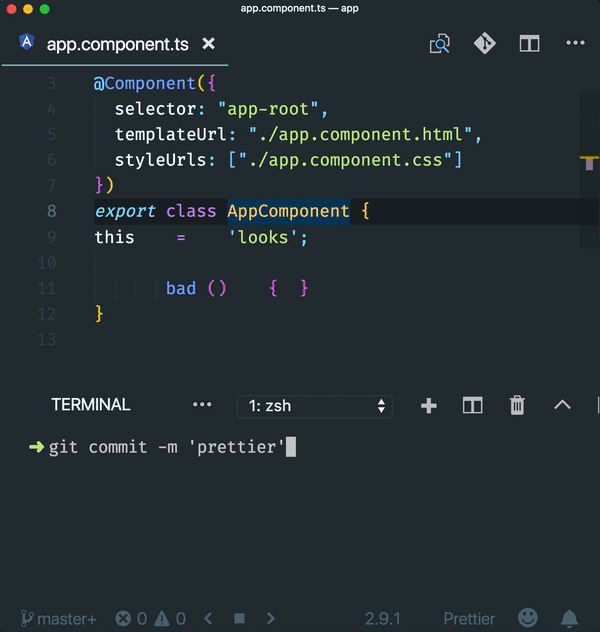 app.component.ts — app
app.component.ts ×
3 @Component({
4 selector: "app-root",
5 templateUrl: "./app.component.html",
6 styleUrls: ["./app.component.css"]
7 })
8 export class AppComponent {
9 this    =    'looks';
10
11 bad ()    {  }
12 }
13
TERMINAL ••• 1: zsh
➜ git commit -m 'prettier'
master+ 0 0 2.9.1 Prettier